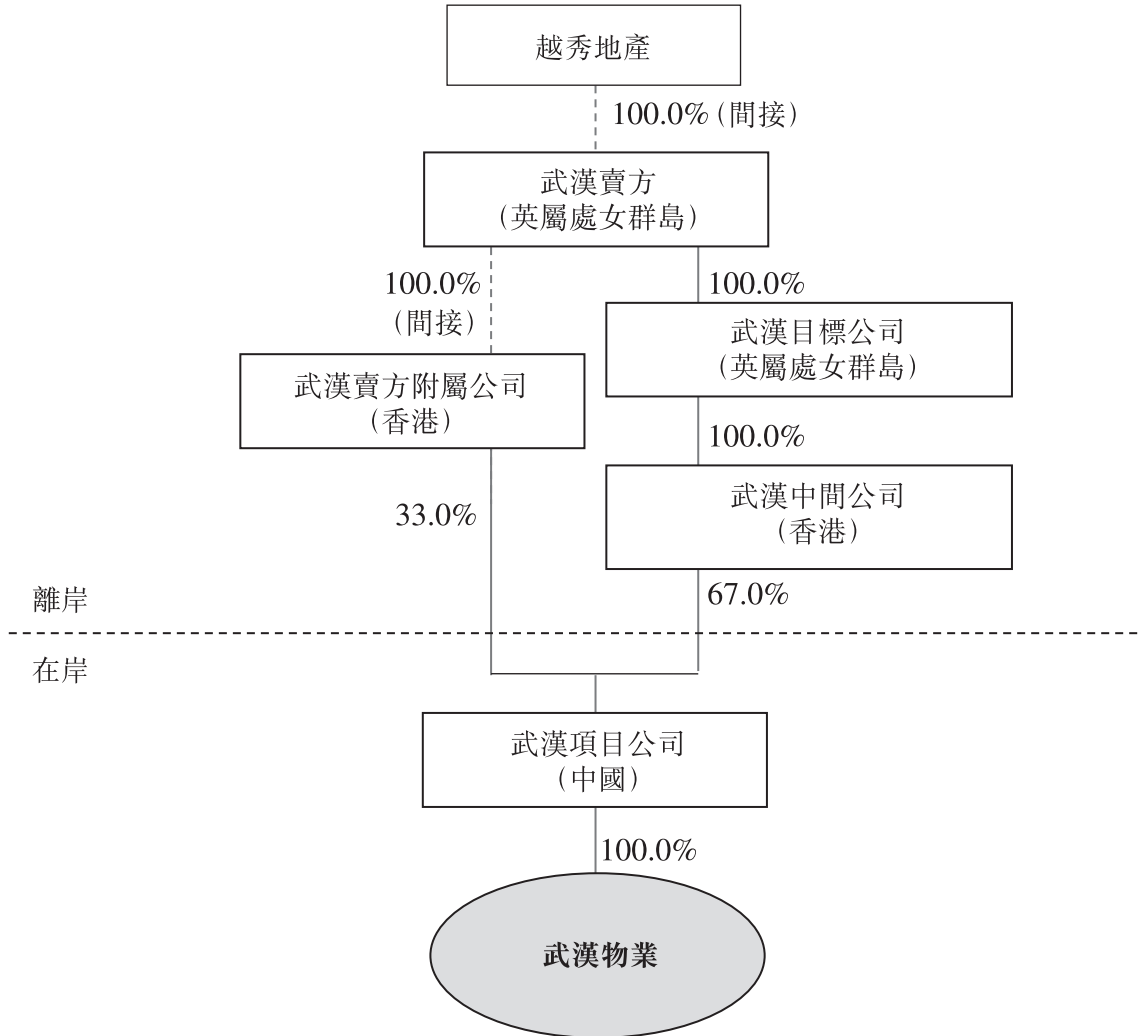 越秀地產
100.0%（間接）
武漢賣方
（英屬處女群島）
100.0%
（間接）
100.0%
武漢目標公司
（英屬處女群島）
武漢賣方附屬公司
（香港）
100.0%
武漢中間公司
（香港）
33.0%
67.0%
離岸
在岸
武漢項目公司
（中國）
100.0%
武漢物業